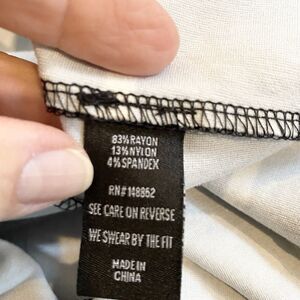 83% RAYON
13% NYLON
4% SPANDEX
RN# 148862
SEE CARE ON REVERSE
WE SWEAR BY THE FIT
MADE IN
CHINA